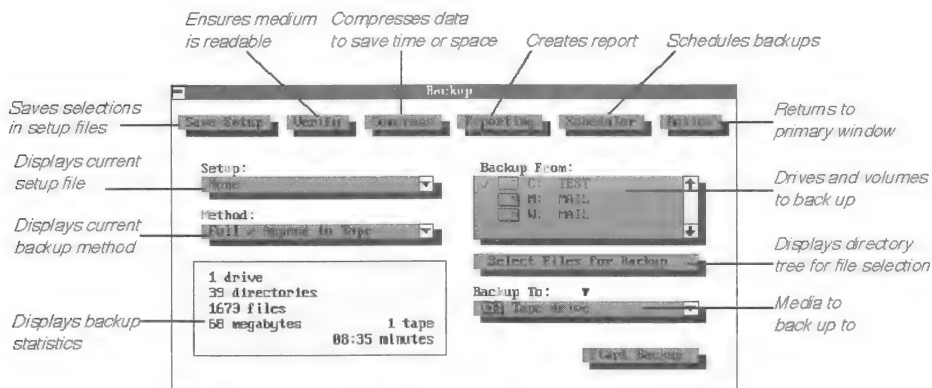 Ensures medium
is readable
Compresses data
to save time or space
Creates report
Schedules backups
Backup
Saves selections
in setup files
Save Setup
Verify
Compress
Reporting
Scheduler
Returns to
primary window
Displays current
setup file
Setup:
None
Backup From:
C: TEST
M: MAIL
W: MAIL
Drives and volumes
to back up
Displays current
backup method
Method:
Full / Append to Tape
Select Files for Backup
Displays directory
tree for file selection
Displays backup
statistics
1 drive
39 directories
1679 files
68 megabytes 1 tape
08:35 minutes
Backup To:
Tape drive
Media to
back up to
Start Backup